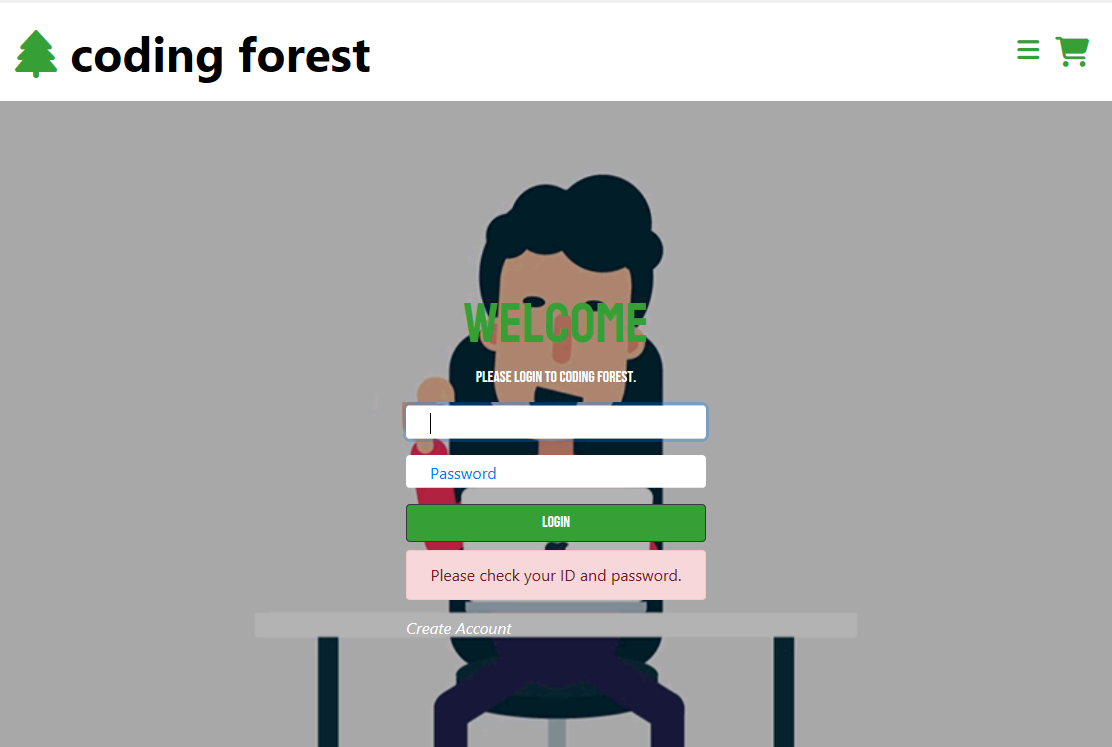 coding forest
WELCOME
PLEASE LOGIN TO CODING FOREST.
Password
LOGIN
Please check your ID and password.
Create Account